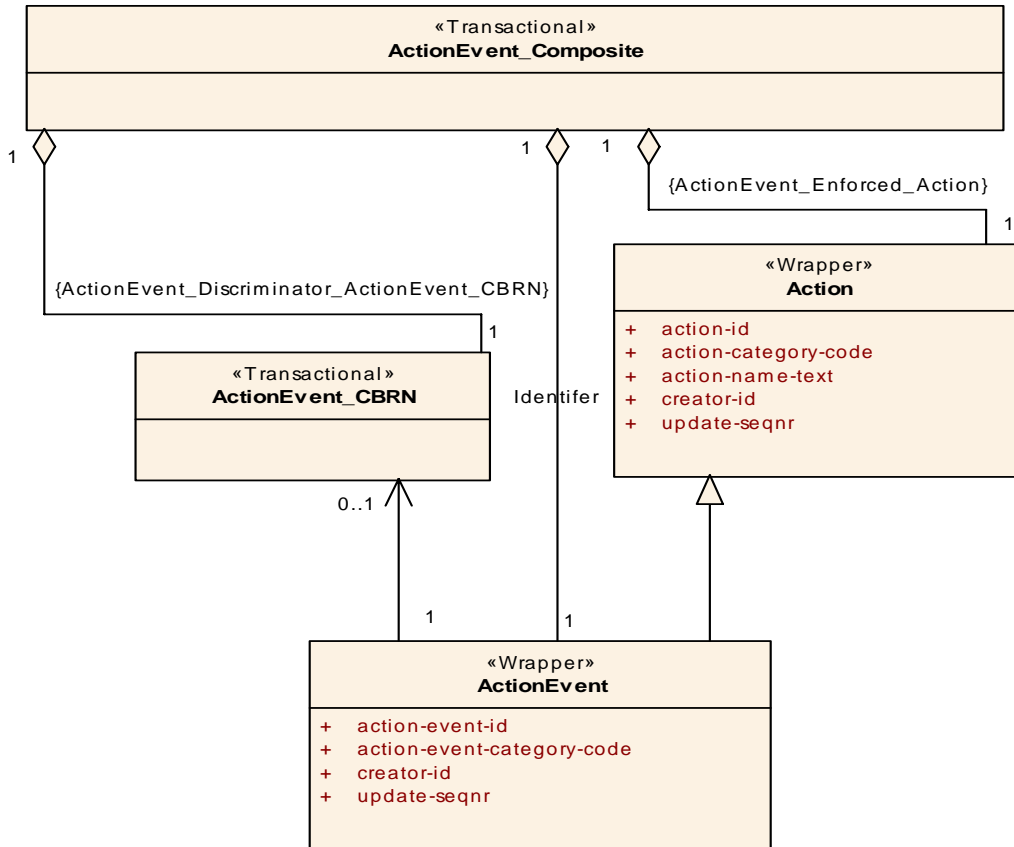 «Transactional»
ActionEvent_Composite
1
1
1
{ActionEvent_Enforced_Action}
1
«Wrapper»
Action
+ action-id
+ action-category-code
+ action-name-text
+ creator-id
+ update-seqnr
{ActionEvent_Discriminator_ActionEvent_CBRN}
1
«Transactional»
ActionEvent_CBRN
Identifer
0..1
1
1
«Wrapper»
ActionEvent
+ action-event-id
+ action-event-category-code
+ creator-id
+ update-seqnr